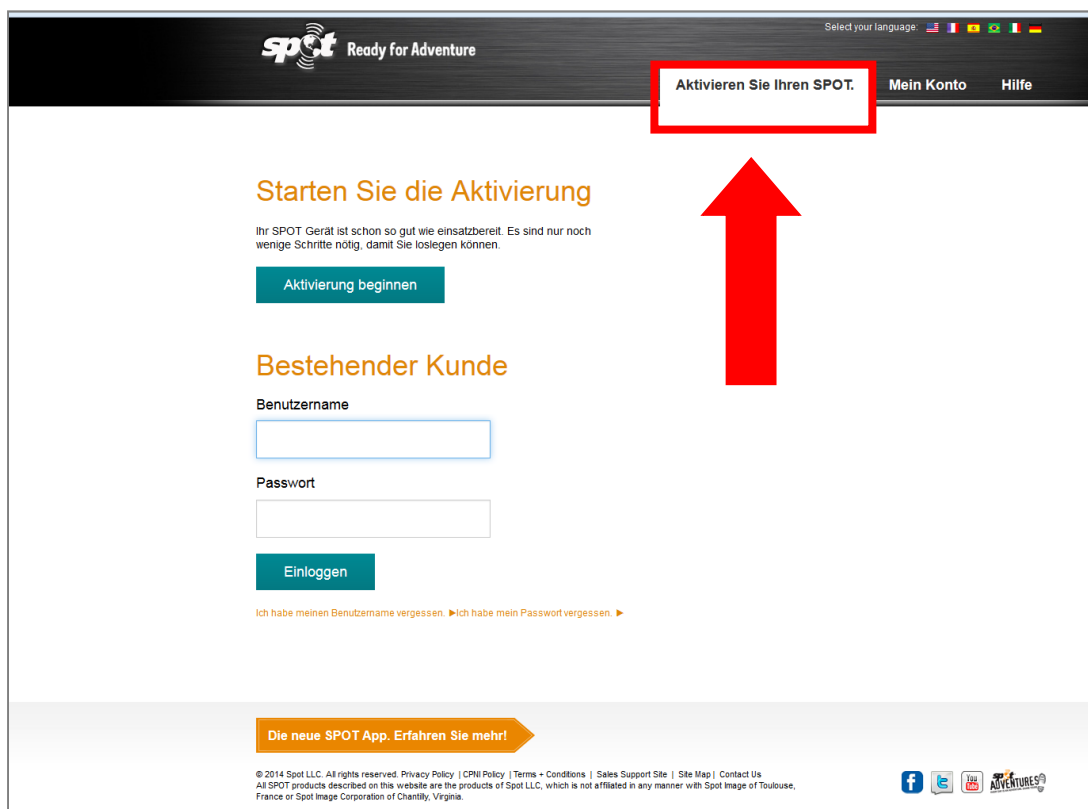 Select your language:
spot Ready for Adventure
Aktivieren Sie Ihren SPOT. Mein Konto Hilfe
Starten Sie die Aktivierung
Ihr SPOT Gerät ist schon so gut wie einsatzbereit. Es sind nur noch
wenige Schritte nötig, damit Sie loslegen können.
Aktivierung beginnen
Bestehender Kunde
Benutzername
Passwort
Einloggen
Ich habe meinen Benutzername vergessen. ▶Ich habe mein Passwort vergessen. ▶
Die neue SPOT App. Erfahren Sie mehr!
© 2014 Spot LLC. All rights reserved. Privacy Policy | CPNI Policy | Terms + Conditions | Sales Support Site | Site Map | Contact Us
All SPOT products described on this website are the products of Spot LLC, which is not affiliated in any manner with Spot Image of Toulouse,
France or Spot Image Corporation of Chantilly, Virginia.
f t You Tube spot ADVENTURES